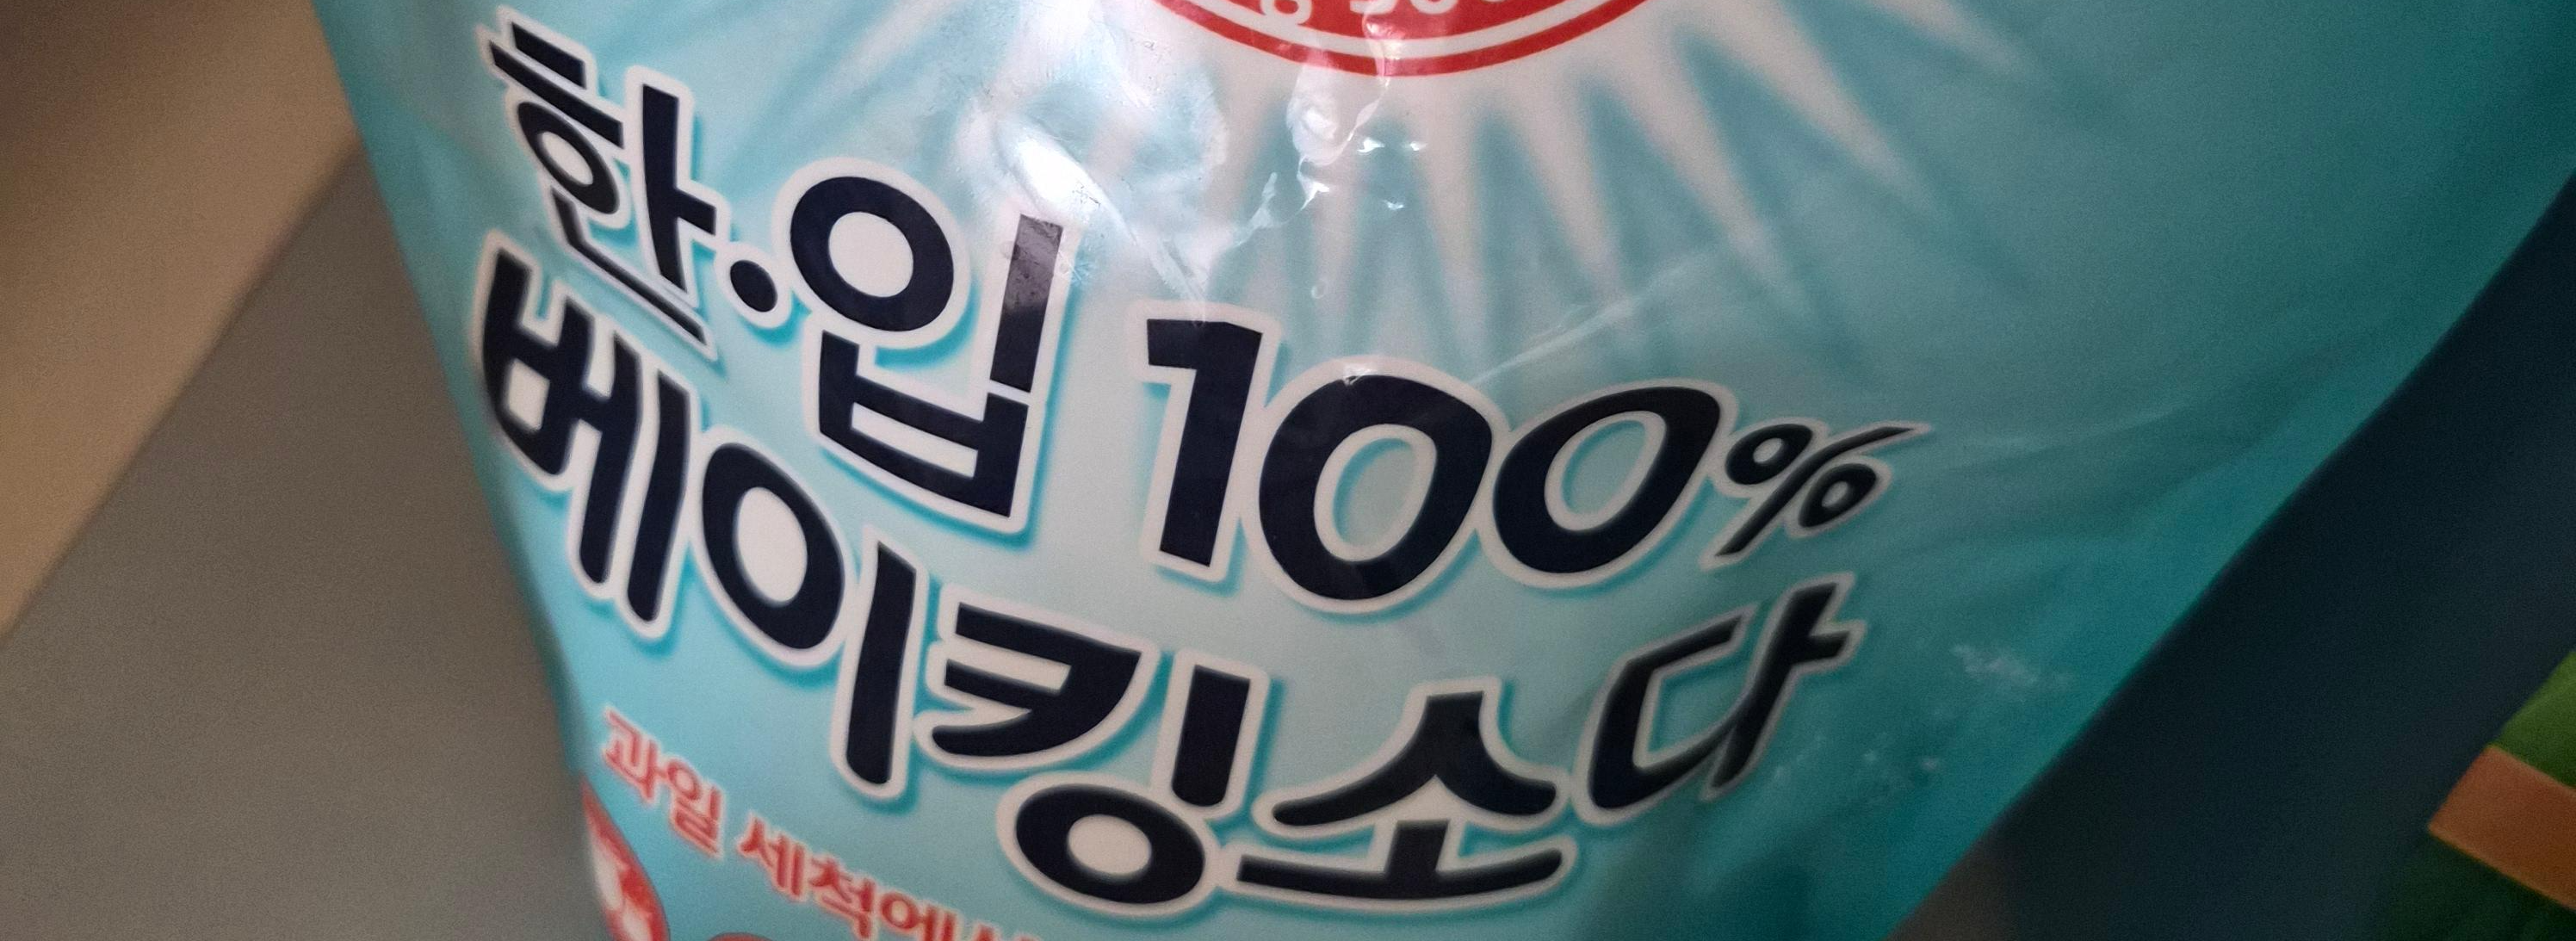 한.입 100%
베이킹소다
과일 세척에서